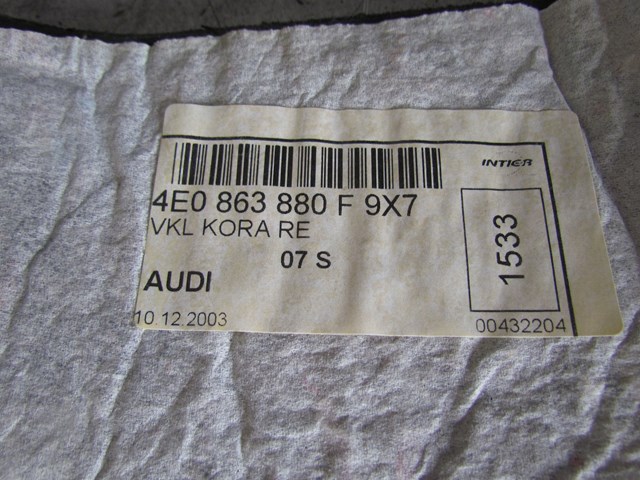 INTIER
4E0 863 880 F 9X7
VKL KORA RE
07 S
1533
AUDI
10.12.2003
00432204